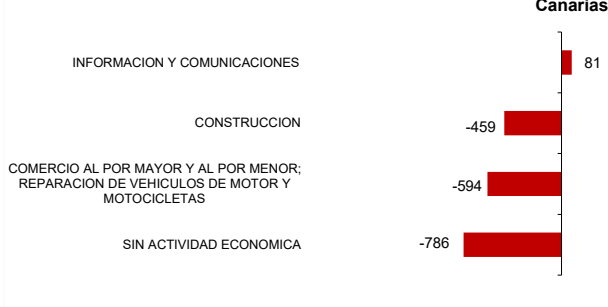 Canarias
INFORMACION Y COMUNICACIONES
81
CONSTRUCCION
-459
COMERCIO AL POR MAYOR Y AL POR MENOR;
REPARACION DE VEHICULOS DE MOTOR Y
MOTOCICLETAS
-594
SIN ACTIVIDAD ECONOMICA
-786